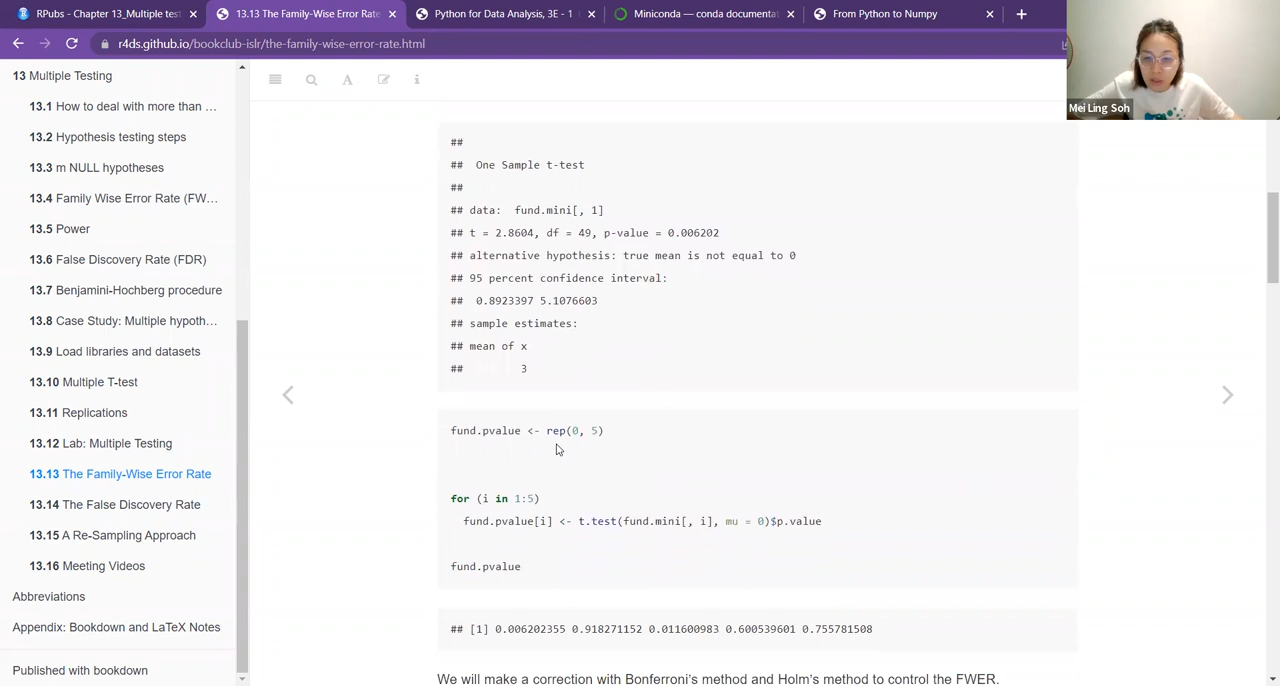 RPubs - Chapter 13_Multiple test
13.13 The Family-Wise Error Rate
Python for Data Analysis, 3E - 1
Miniconda — conda documentat
From Python to Numpy
r4ds.github.io/bookclub-islr/the-family-wise-error-rate.html
Mei Ling Soh
13 Multiple Testing
13.1 How to deal with more than ...
13.2 Hypothesis testing steps
13.3 m NULL hypotheses
13.4 Family Wise Error Rate (FW...
13.5 Power
13.6 False Discovery Rate (FDR)
13.7 Benjamini-Hochberg procedure
13.8 Case Study: Multiple hypoth...
13.9 Load libraries and datasets
13.10 Multiple T-test
13.11 Replications
13.12 Lab: Multiple Testing
13.13 The Family-Wise Error Rate
13.14 The False Discovery Rate
13.15 A Re-Sampling Approach
13.16 Meeting Videos
Abbreviations
Appendix: Bookdown and LaTeX Notes
Published with bookdown
##
## One Sample t-test
##
## data: fund.mini[, 1]
## t = 2.8604, df = 49, p-value = 0.006202
## alternative hypothesis: true mean is not equal to 0
## 95 percent confidence interval:
## 0.8923397 5.1076603
## sample estimates:
## mean of x
## 3
fund.pvalue <- rep(0, 5)
for (i in 1:5)
fund.pvalue[i] <- t.test(fund.mini[, i], mu = 0)$p.value
fund.pvalue
## [1] 0.006202355 0.918271152 0.011600983 0.600539601 0.755781508
We will make a correction with Bonferroni's method and Holm's method to control the FWER.